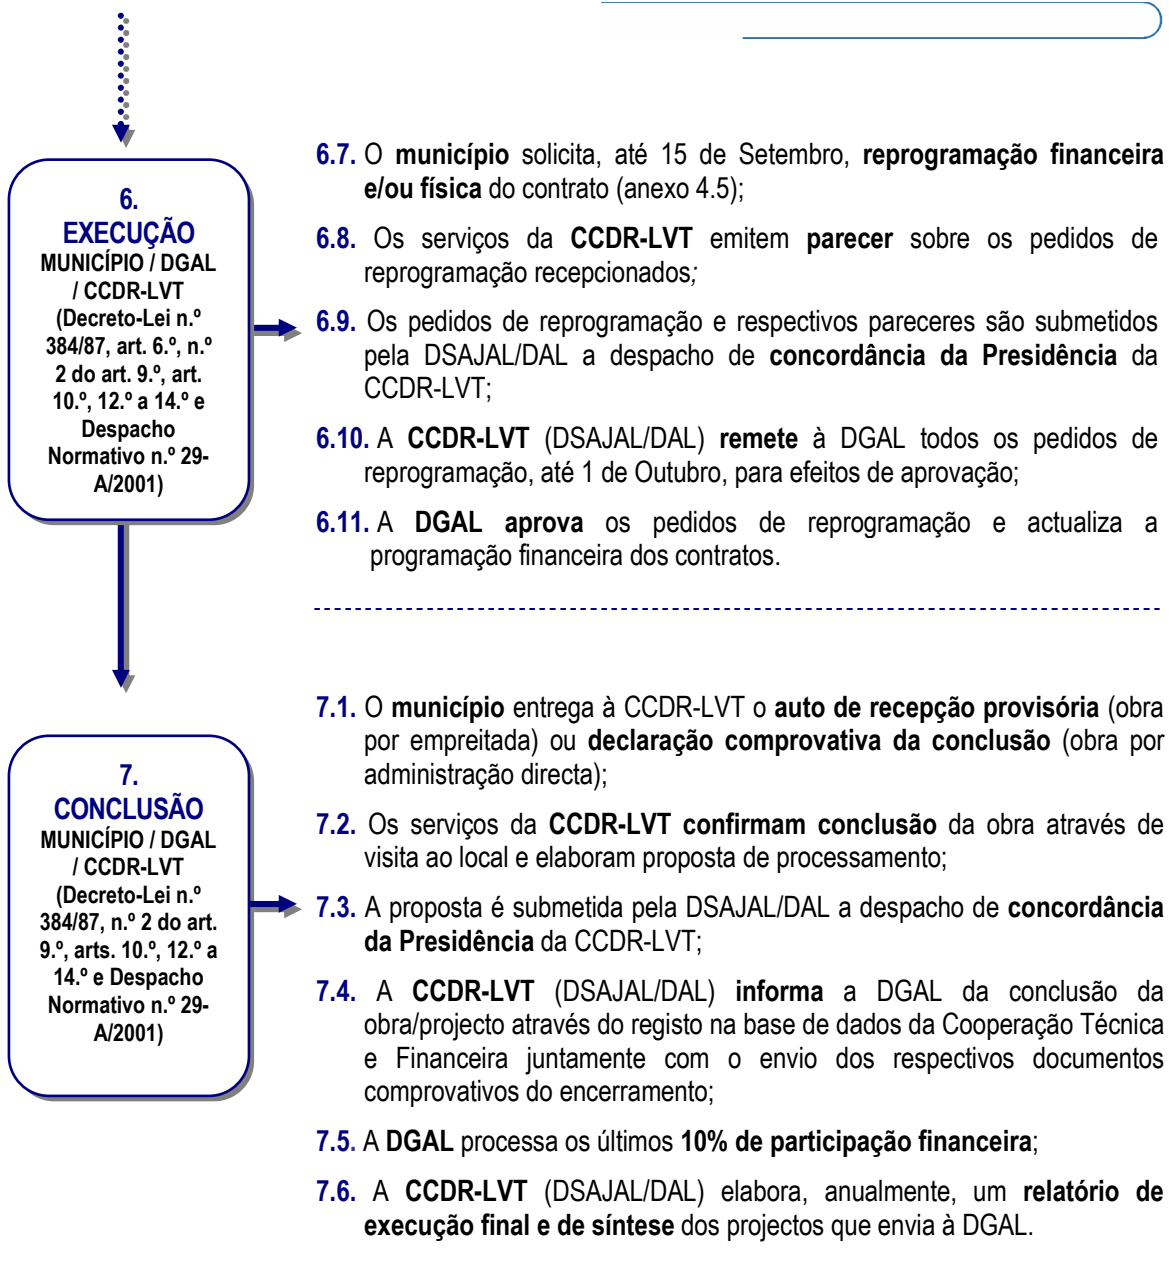 6.
EXECUÇÃO
MUNICÍPIO / DGAL
/ CCDR-LVT
(Decreto-Lei n.º
384/87, art. 6.º, n.º
2 do art. 9.º, art.
10.º, 12.º a 14.º e
Despacho
Normativo n.º 29-
A/2001)
6.7. O município solicita, até 15 de Setembro, reprogramação financeira
e/ou física do contrato (anexo 4.5);
6.8. Os serviços da CCDR-LVT emitem parecer sobre os pedidos de
reprogramação recepcionados;
6.9. Os pedidos de reprogramação e respectivos pareceres são submetidos
pela DSAJAL/DAL a despacho de concordância da Presidência da
CCDR-LVT;
6.10. A CCDR-LVT (DSAJAL/DAL) remete à DGAL todos os pedidos de
reprogramação, até 1 de Outubro, para efeitos de aprovação;
6.11. A DGAL aprova os pedidos de reprogramação e actualiza a
programação financeira dos contratos.
7.
CONCLUSÃO
MUNICÍPIO / DGAL
/ CCDR-LVT
(Decreto-Lei n.º
384/87, n.º 2 do art.
9.º, arts. 10.º, 12.º a
14.º e Despacho
Normativo n.º 29-
A/2001)
7.1. O município entrega à CCDR-LVT o auto de recepção provisória (obra
por empreitada) ou declaração comprovativa da conclusão (obra por
administração directa);
7.2. Os serviços da CCDR-LVT confirmam conclusão da obra através de
visita ao local e elaboram proposta de processamento;
7.3. A proposta é submetida pela DSAJAL/DAL a despacho de concordância
da Presidência da CCDR-LVT;
7.4. A CCDR-LVT (DSAJAL/DAL) informa a DGAL da conclusão da
obra/projecto através do registo na base de dados da Cooperação Técnica
e Financeira juntamente com o envio dos respectivos documentos
comprovativos do encerramento;
7.5. A DGAL processa os últimos 10% de participação financeira;
7.6. A CCDR-LVT (DSAJAL/DAL) elabora, anualmente, um relatório de
execução final e de síntese dos projectos que envia à DGAL.